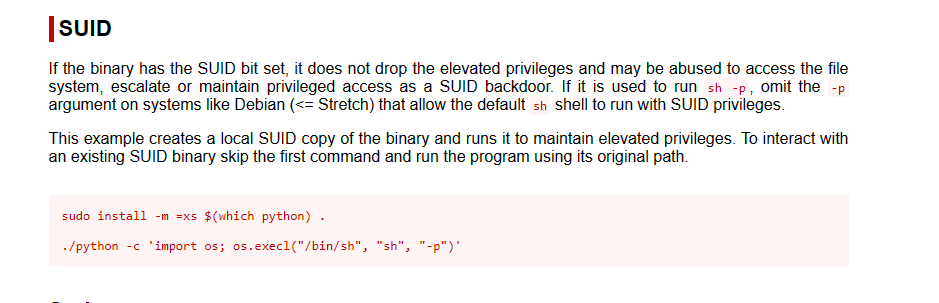 SUID
If the binary has the SUID bit set, it does not drop the elevated privileges and may be abused to access the file
system, escalate or maintain privileged access as a SUID backdoor. If it is used to run sh -p, omit the -p
argument on systems like Debian (<= Stretch) that allow the default sh shell to run with SUID privileges.
This example creates a local SUID copy of the binary and runs it to maintain elevated privileges. To interact with
an existing SUID binary skip the first command and run the program using its original path.
sudo install -m =xs $(which python) .
./python -c 'import os; os.execl("/bin/sh", "sh", "-p")'